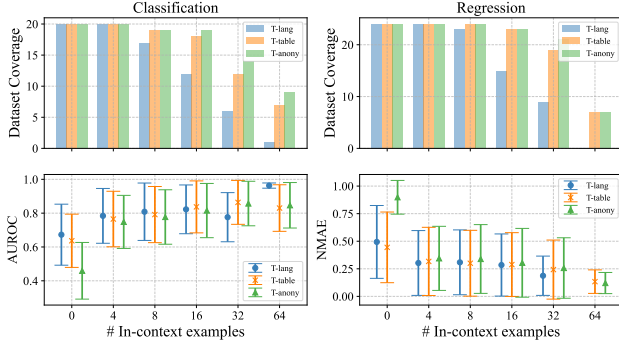 Classification
Dataset Coverage
20
15
10
5
0
T-lang
T-table
T-anony
Regression
Dataset Coverage
20
10
0
T-lang
T-table
T-anony
AUROC
1.0
0.8
0.6
0.4
T-lang
T-table
T-anony
0 4 8 16 32 64
# In-context examples
NMAE
1.00
0.75
0.50
0.25
0.00
T-lang
T-table
T-anony
0 4 8 16 32 64
# In-context examples